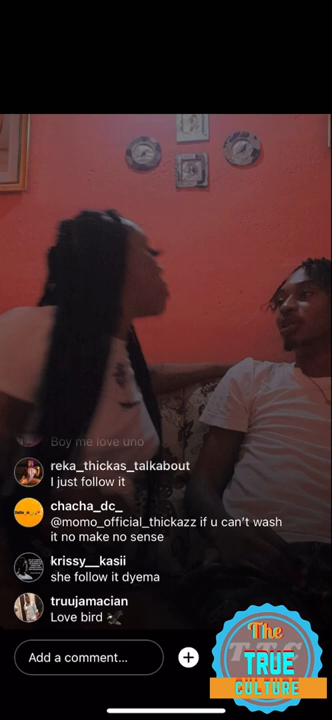 Boy me love uno
reka_thickas_talkabout
I just follow it
chacha_dc_
@momo_official_thickazz if u can't wash
it no make no sense
krissy__kasii
she follow it dyema
truujamacian
Love bird
Add a comment...
The
TRUE
CULTURE